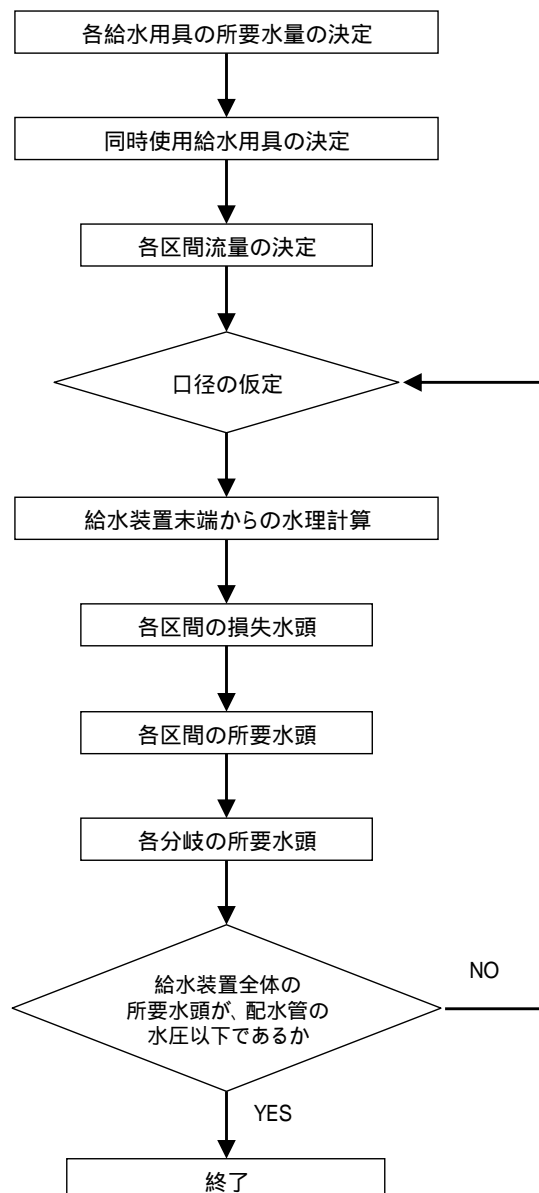 各給水用具の所要水量の決定
同時使用給水用具の決定
各区間流量の決定
口径の仮定
給水装置末端からの水理計算
各区間の損失水頭
各区間の所要水頭
各分岐の所要水頭
給水装置全体の
所要水頭が、配水管の
水圧以下であるか
NO
YES
終了